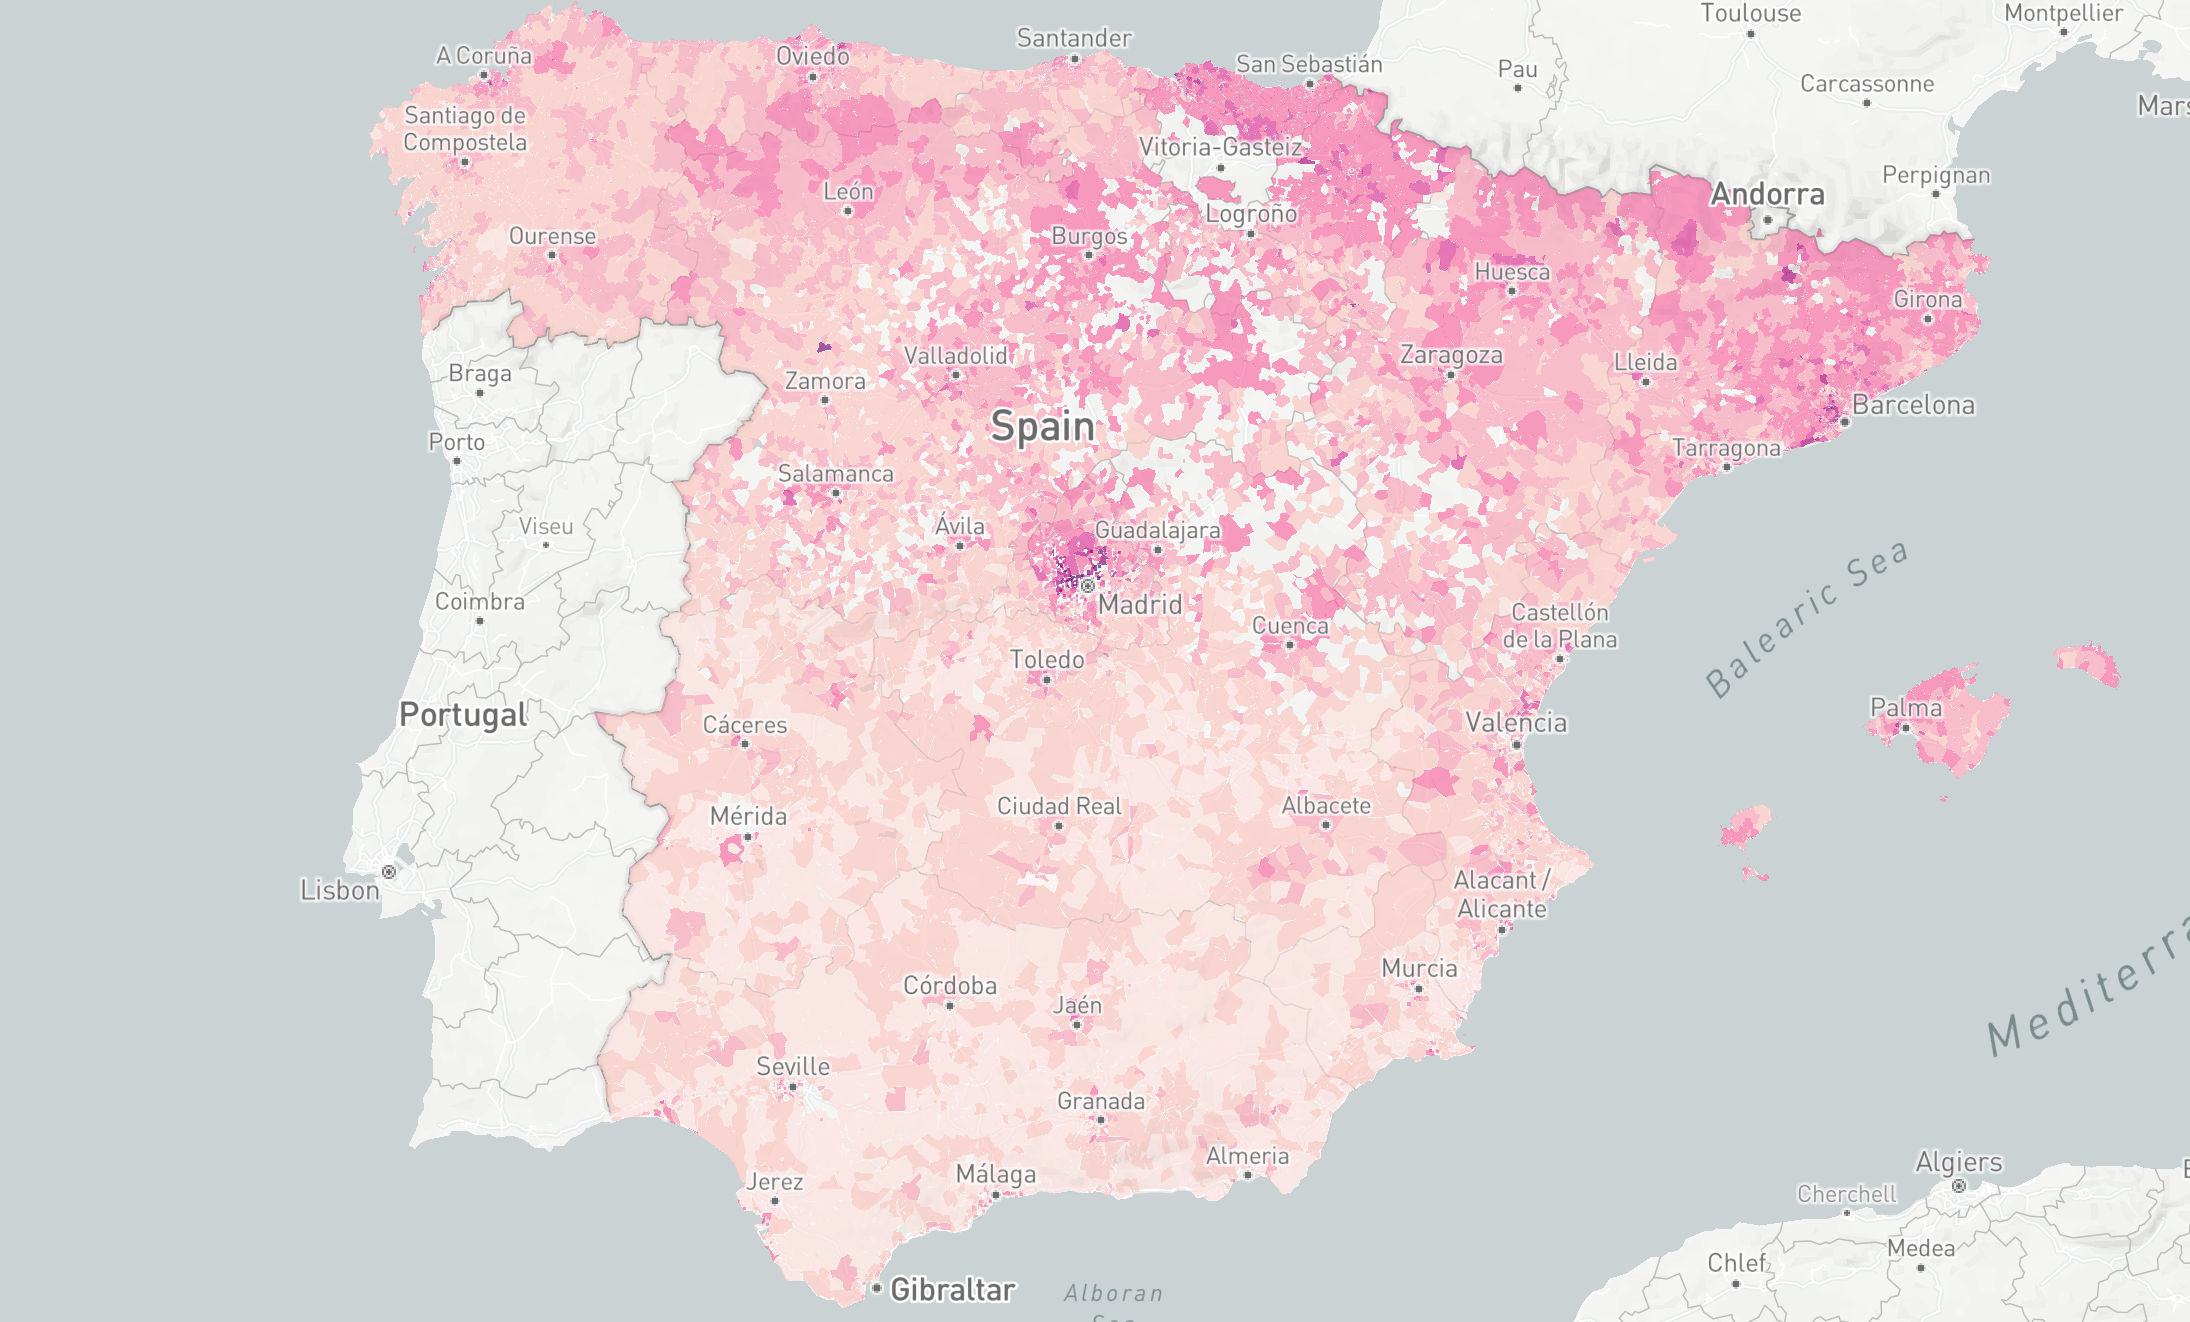 Toulouse
Montpellier
A Coruña
Oviedo
Santander
San Sebastián
Pau
Carcassonne
Santiago de
Compostela
Vitoria-Gasteiz
León
Logroño
Andorra
Perpignan
Ourense
Burgos
Huesca
Girona
Braga
Zamora
Valladolid
Zaragoza
Lleida
Barcelona
Porto
Spain
Tarragona
Salamanca
Viseu
Ávila
Guadalajara
Balearic Sea
Coimbra
Madrid
Cuenca
Castellón
de la Plana
Toledo
Portugal
Cáceres
Valencia
Palma
Mérida
Ciudad Real
Albacete
Lisbon
Alacant /
Alicante
Murcia
Córdoba
Jaén
Mediterra
Seville
Granada
Almeria
Málaga
Jerez
Algiers
Cherchell
Medea
Chlef
Gibraltar
Alboran